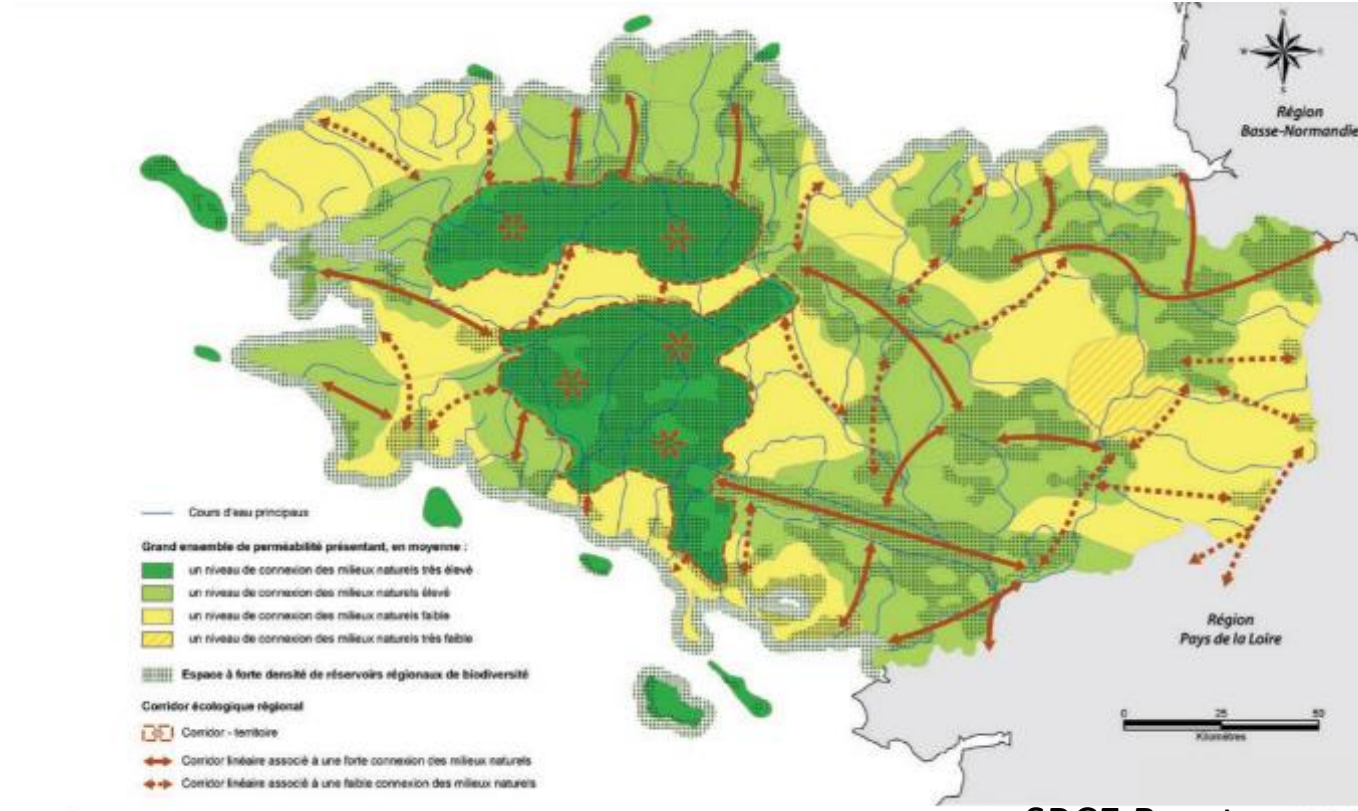 N
W E
S
Région
Basse-Normandie
Cours d'eau principaux
Grand ensemble de perméabilité présentant, en moyenne :
un niveau de connexion des milieux naturels très élevé
un niveau de connexion des milieux naturels élevé
un niveau de connexion des milieux naturels faible
un niveau de connexion des milieux naturels très faible
Espace à forte densité de réservoirs régionaux de biodiversité
Corridor écologique régional
Corridor - territoire
Corridor linéaire associé à une forte connexion des milieux naturels
Corridor linéaire associé à une faible connexion des milieux naturels
Région
Pays de la Loire
0 25 50
Kilomètres